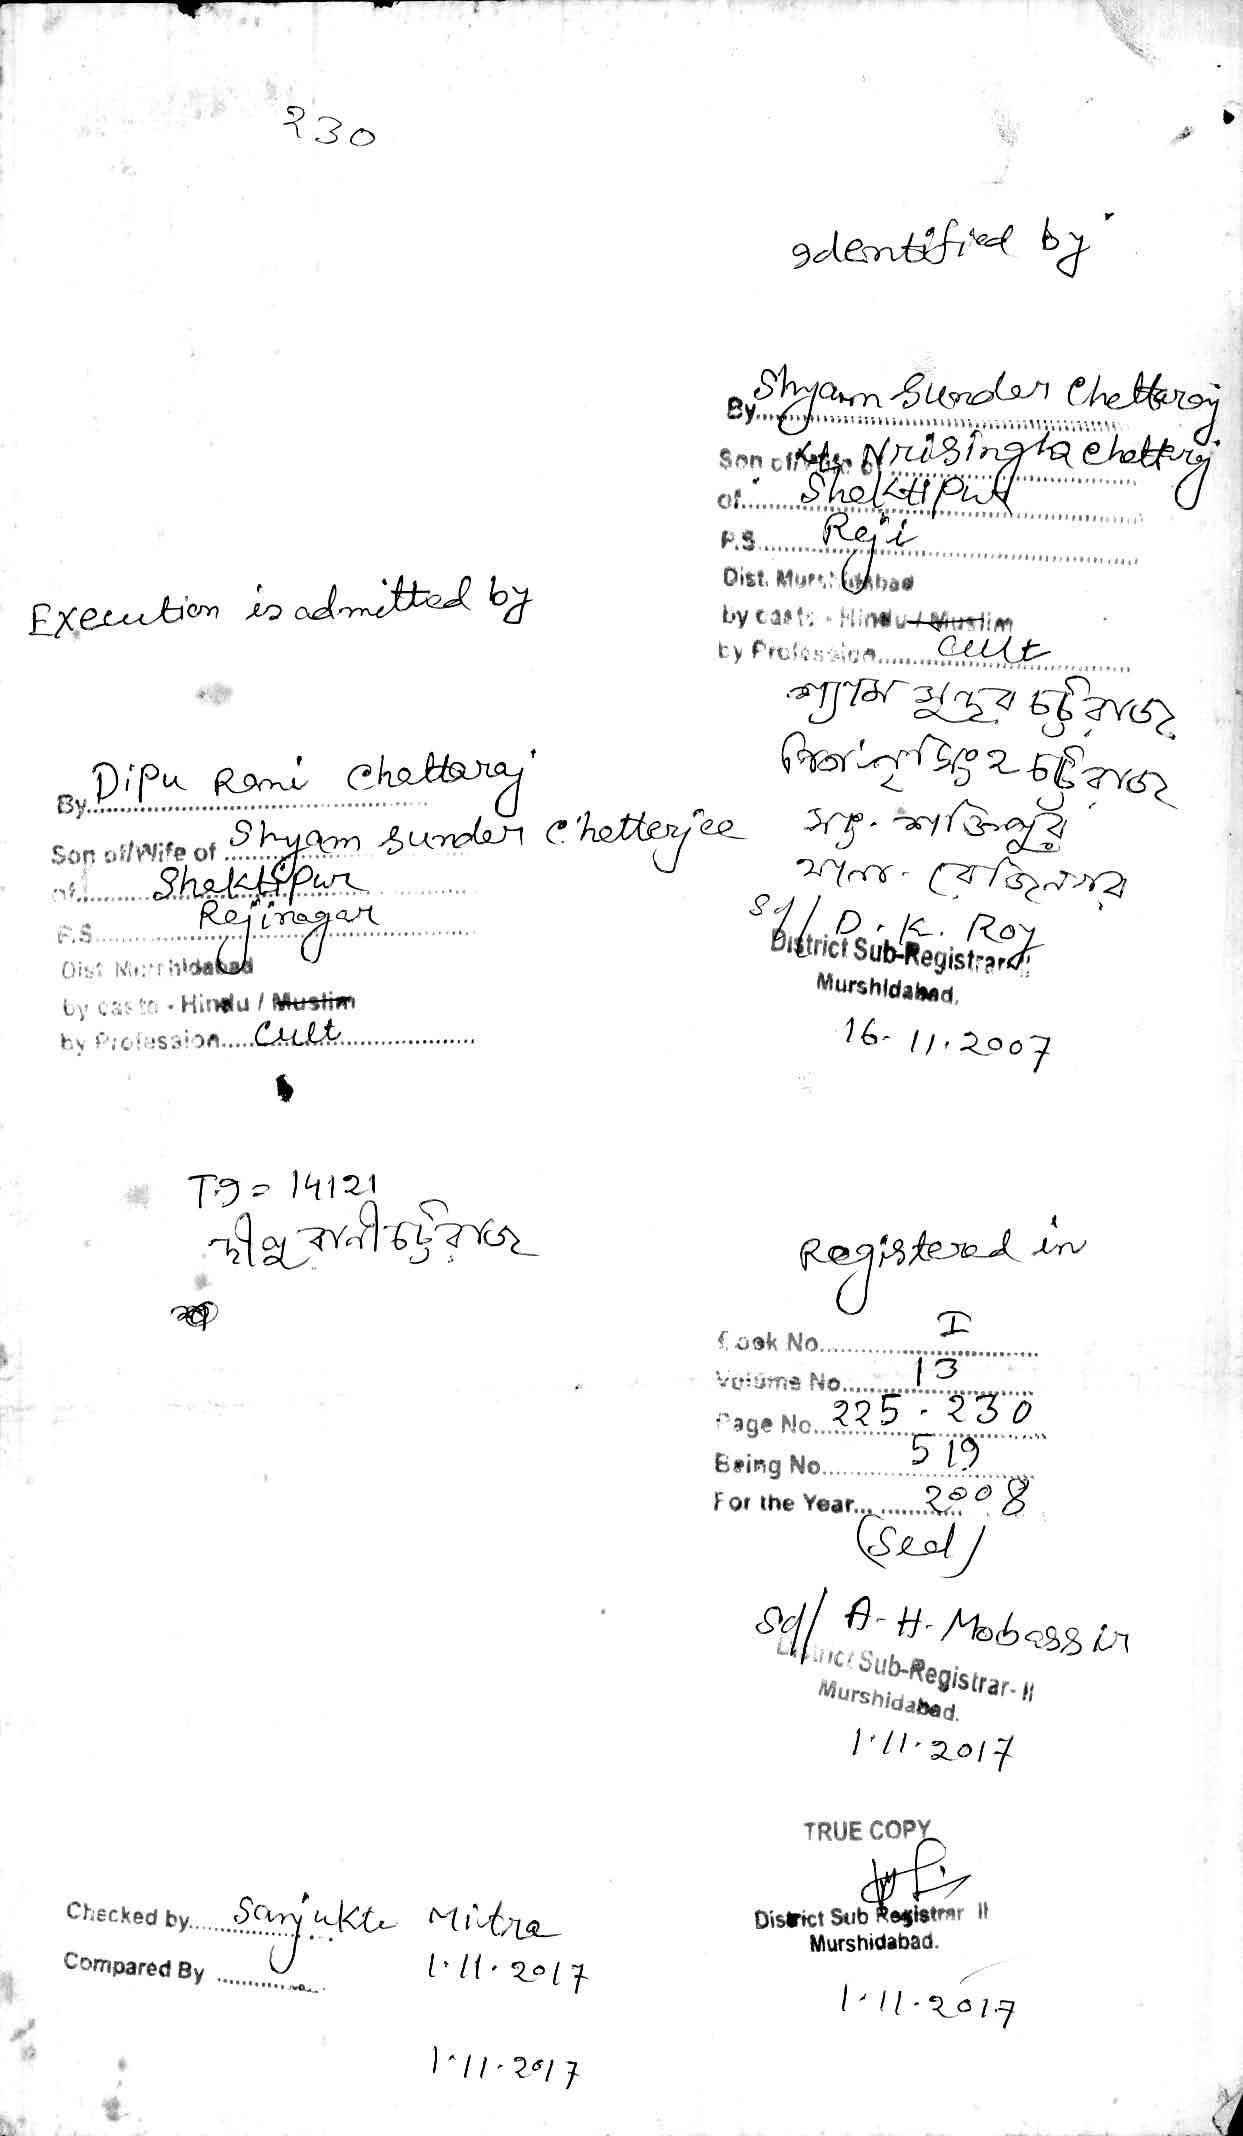 230
Identified by
By Shyam Sunder Chattaraj
Son of/Wife of Lt. Nrisingha Chattaraj
of Shaktipur
P.S. Reji
Dist. Murshidabad
by caste - Hindu / Muslim
by Profession Cult
শ্যাম সুন্দর চট্টরাজ
পিতা: নৃসিংহ চট্টরাজ
সাং- শক্তিপুর
থানা- রেজিনগর
Sd/ D. K. Roy
District Sub-Registrar-II
Murshidabad.
16-11.2007
Execution is admitted by
By Dipu Rani Chattaraj
Son of/Wife of Shyam Sunder Chatterjee
of Shaktipur
P.S. Rejinagar
Dist Murshidabad
by caste - Hindu / Muslim
by Profession Cult
T.I = 14121
দীপু রানী চট্টরাজ
Registered in
Book No. I
Volume No. 13
Page No. 225 - 230
Being No. 519
For the Year 2008
(Sed)
Sd/ A. H. Mobassir
District Sub-Registrar- II
Murshidabad.
1.11.2017
TRUE COPY
District Sub Registrar II
Murshidabad.
1.11.2017
Checked by Sanjukta Mitra
1.11.2017
Compared By
1.11.2017